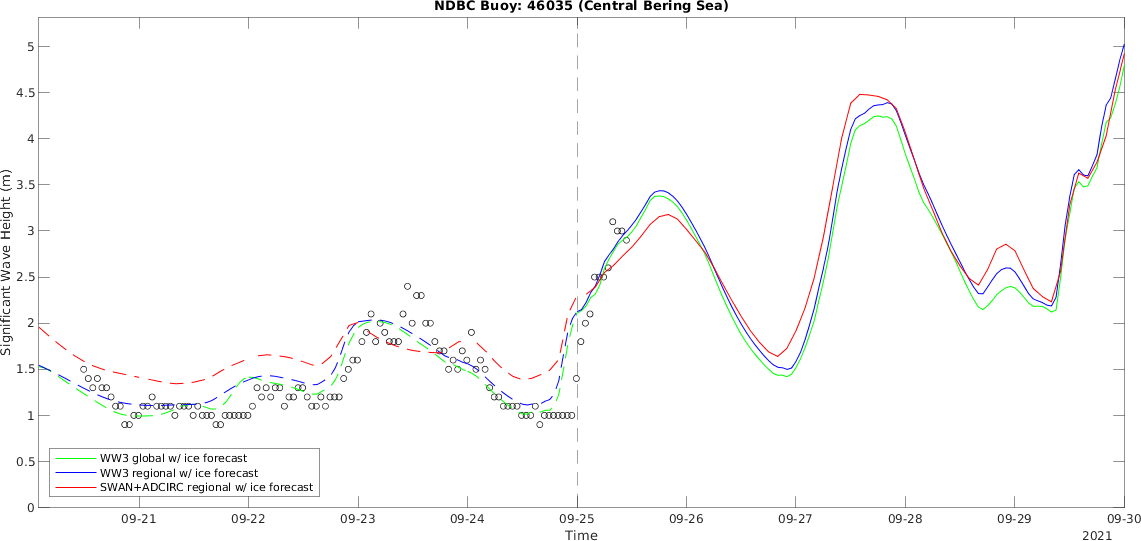 NDBC Buoy: 46035 (Central Bering Sea)
5
4.5
4
3.5
3
2.5
2
1.5
1
0.5
0
Significant Wave Height (m)
WW3 global w/ ice forecast
WW3 regional w/ ice forecast
SWAN+ADCIRC regional w/ ice forecast
09-21 09-22 09-23 09-24 09-25 09-26 09-27 09-28 09-29 09-30
Time
2021